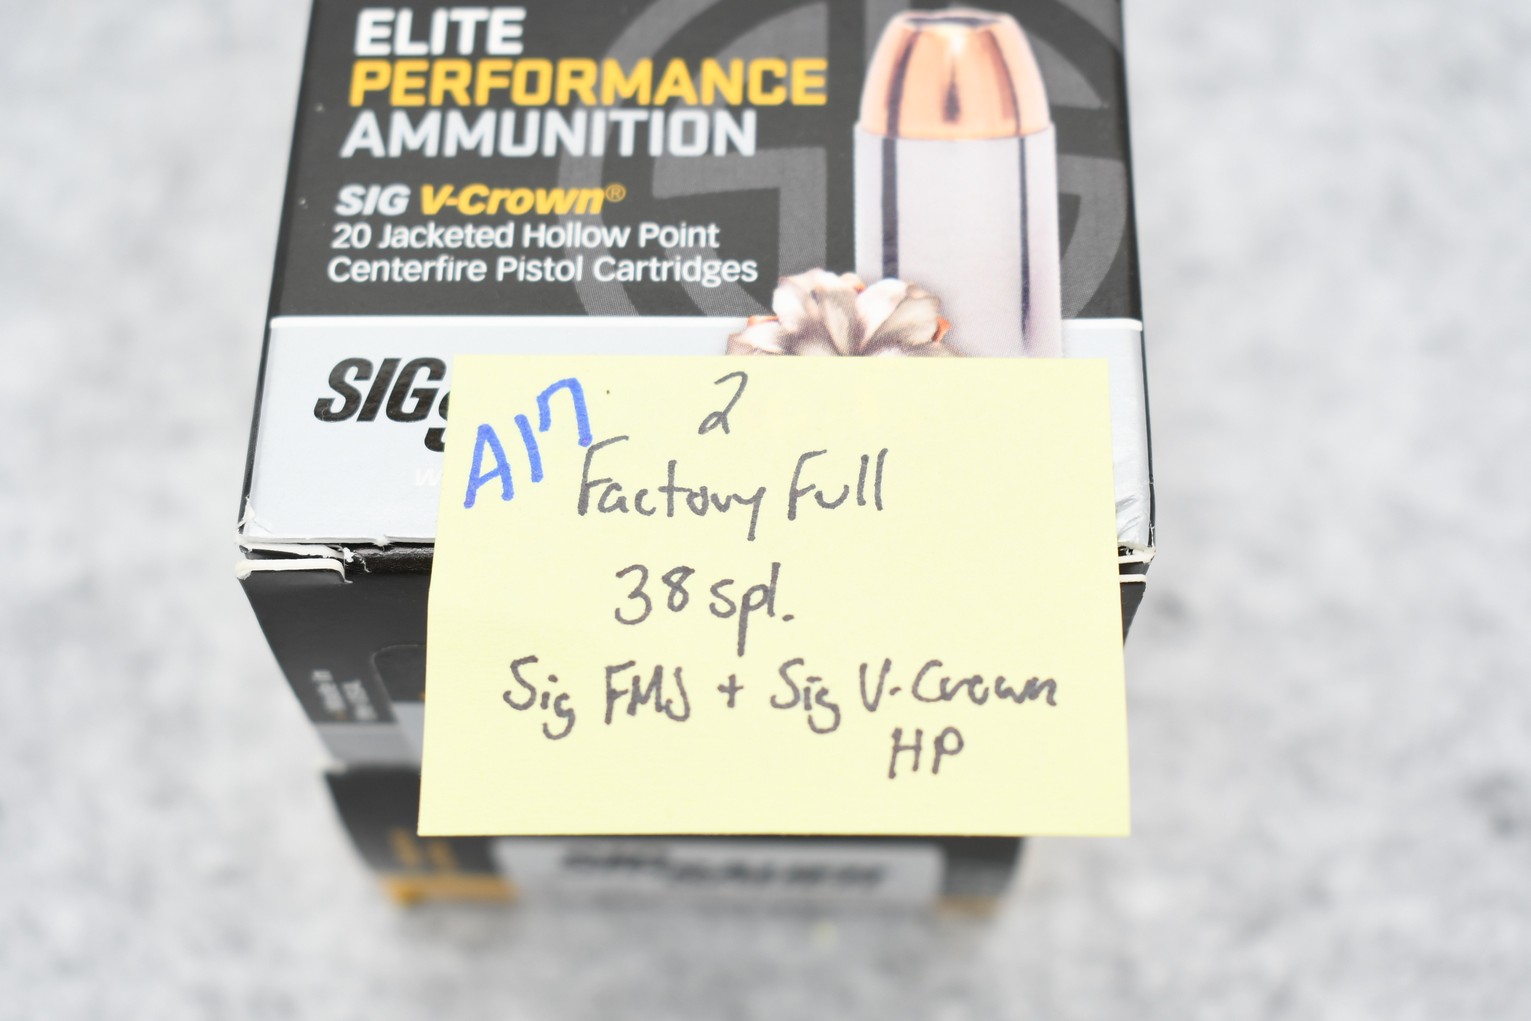 ELITE
PERFORMANCE
AMMUNITION
SIG V-Crown®
20 Jacketed Hollow Point
Centerfire Pistol Cartridges
SIG
A17
2
Factory Full
38 spl.
Sig FMJ + Sig V-Crown
HP